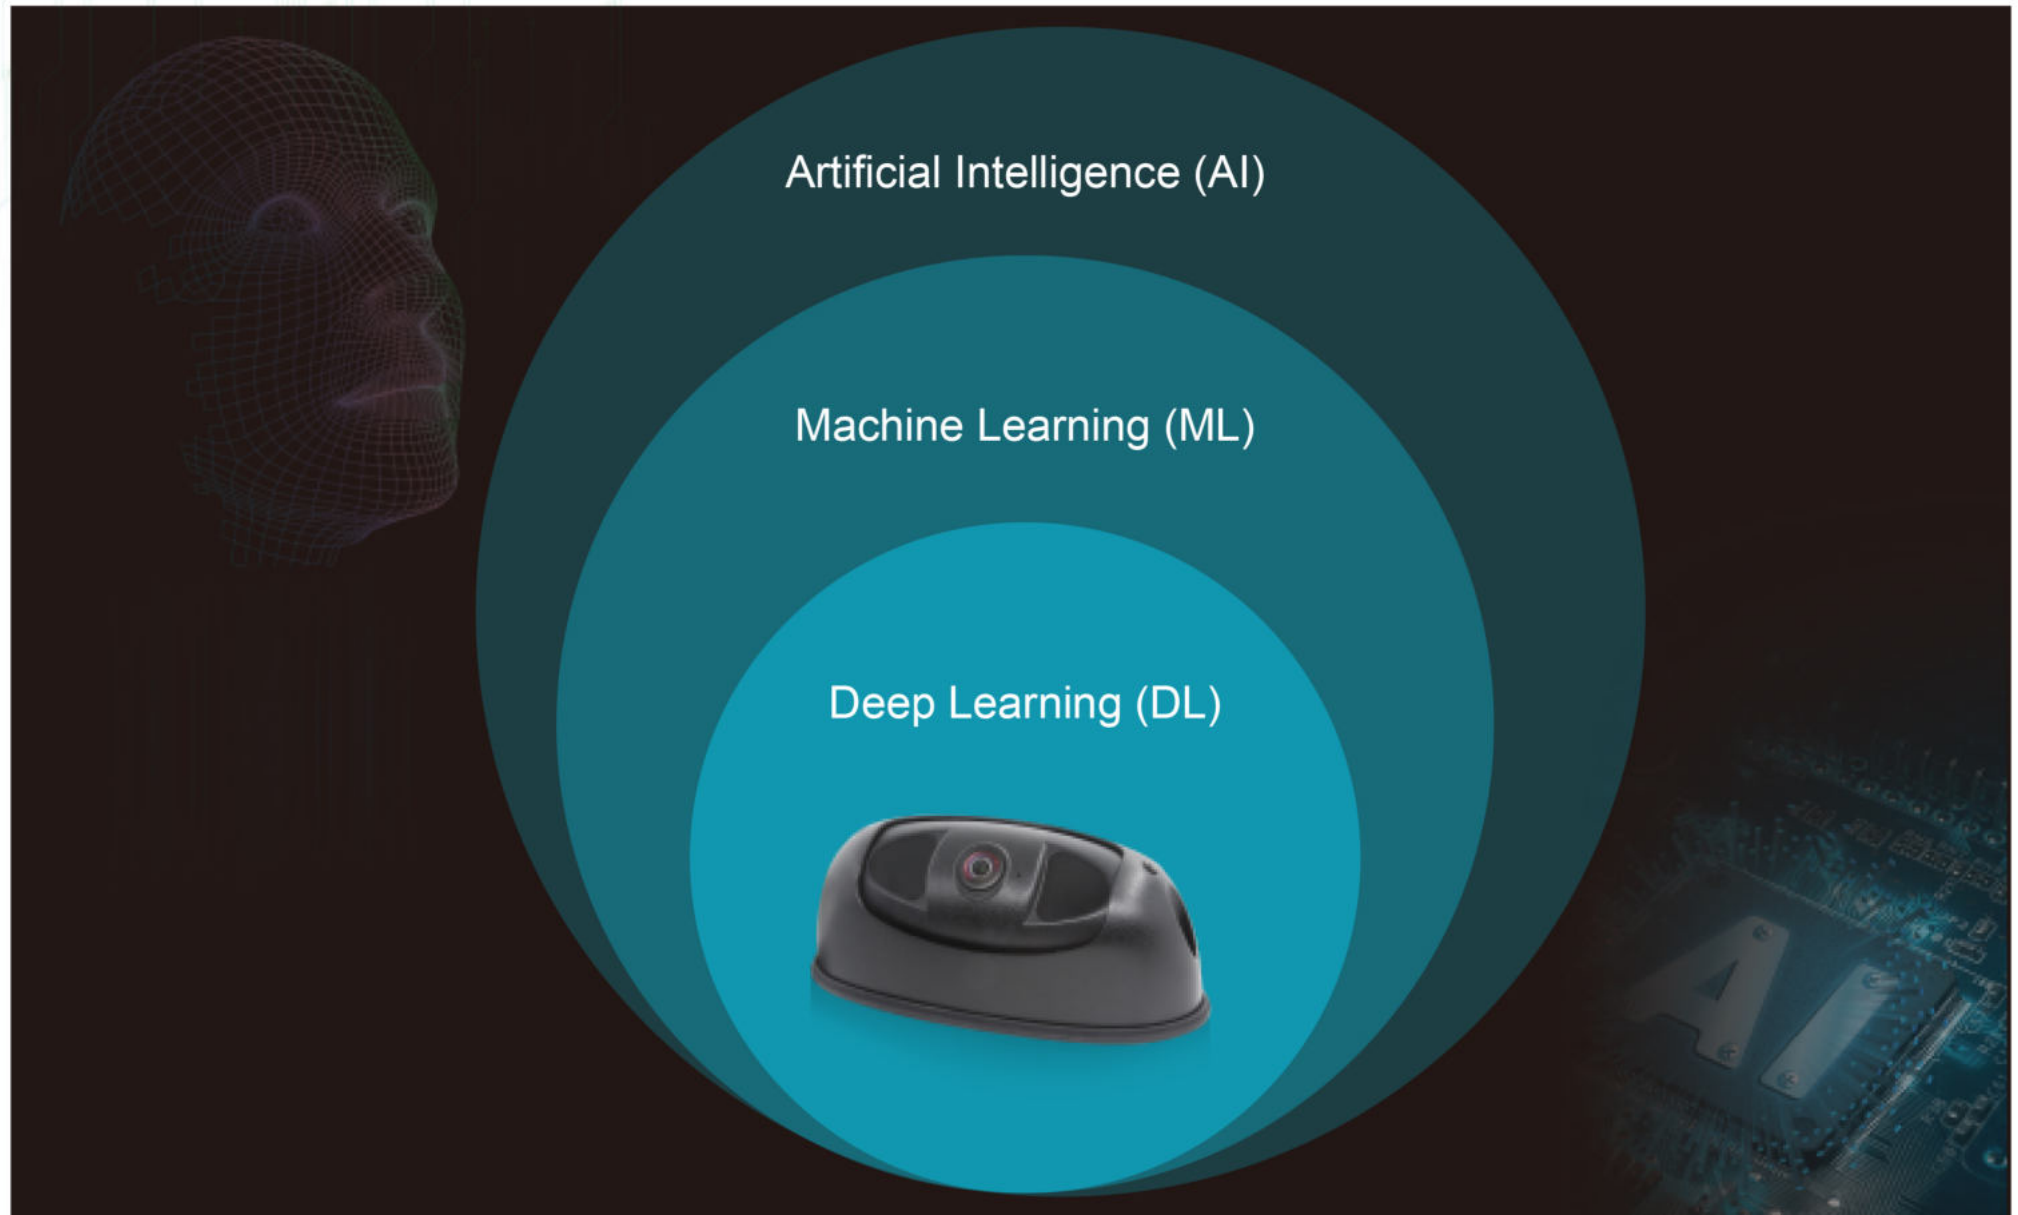 Artificial Intelligence (AI)
Machine Learning (ML)
Deep Learning (DL)
AI